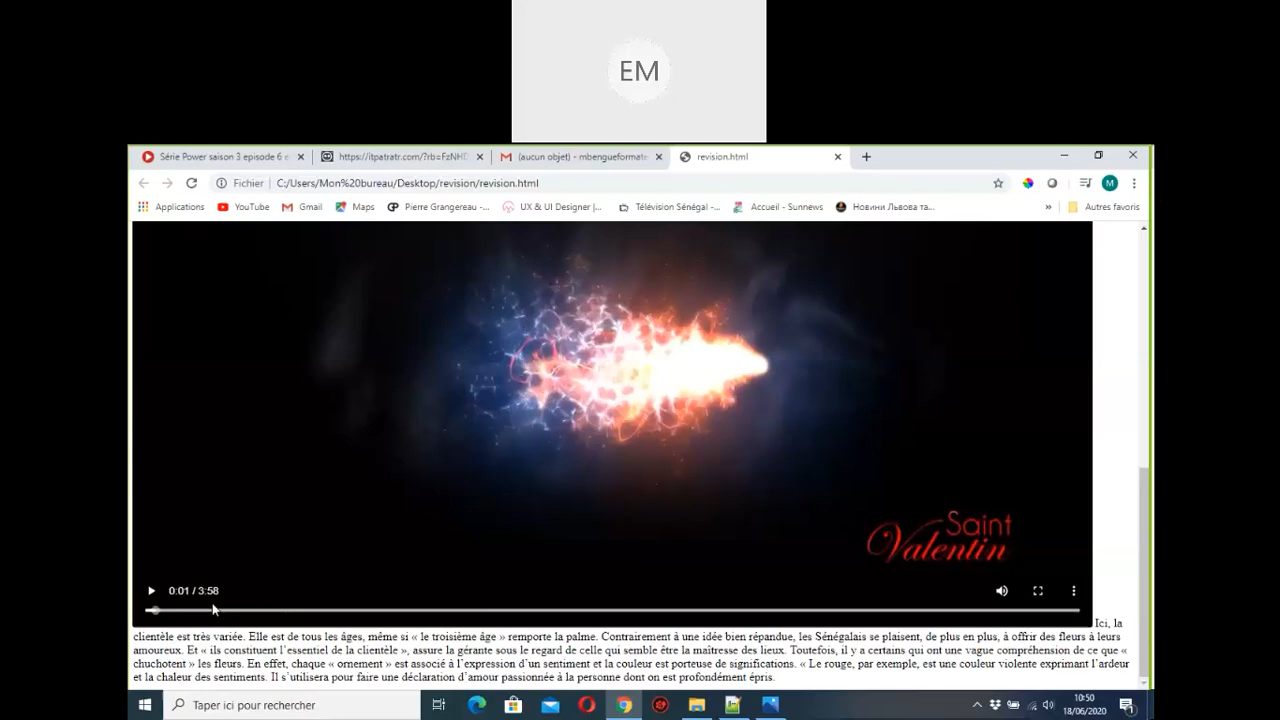 EM
Série Power saison 3 episode 6 e
https://itpatratr.com/?rb=FzNH
(aucun objet) - mbengueformate
revision.html
Fichier
C:/Users/Mon%20bureau/Desktop/revision/revision.html
M
Applications
YouTube
Gmail
Maps
Pierre Grangereau -...
UX & UI Designer |...
Télévision Sénégal -...
Accueil - Sunnews
Новини Львова та...
»
Autres favoris
Saint
Valentin
0:01 / 3:58
Ici, la
clientèle est très variée. Elle est de tous les âges, même si « le troisième âge » remporte la palme. Contrairement à une idée bien répandue, les Sénégalais se plaisent, de plus en plus, à offrir des fleurs à leurs
amoureux. Et « ils constituent l’essentiel de la clientèle », assure la gérante sous le regard de celle qui semble être la maîtresse des lieux. Toutefois, il y a certains qui ont une vague compréhension de ce que «
chuchotent » les fleurs. En effet, chaque « ornement » est associé à l’expression d’un sentiment et la couleur est porteuse de significations. « Le rouge, par exemple, est une couleur violente exprimant l’ardeur
et la chaleur des sentiments. Il s’utilisera pour faire une déclaration d’amour passionnée à la personne dont on est profondément épris.
Taper ici pour rechercher
10:50
18/06/2020